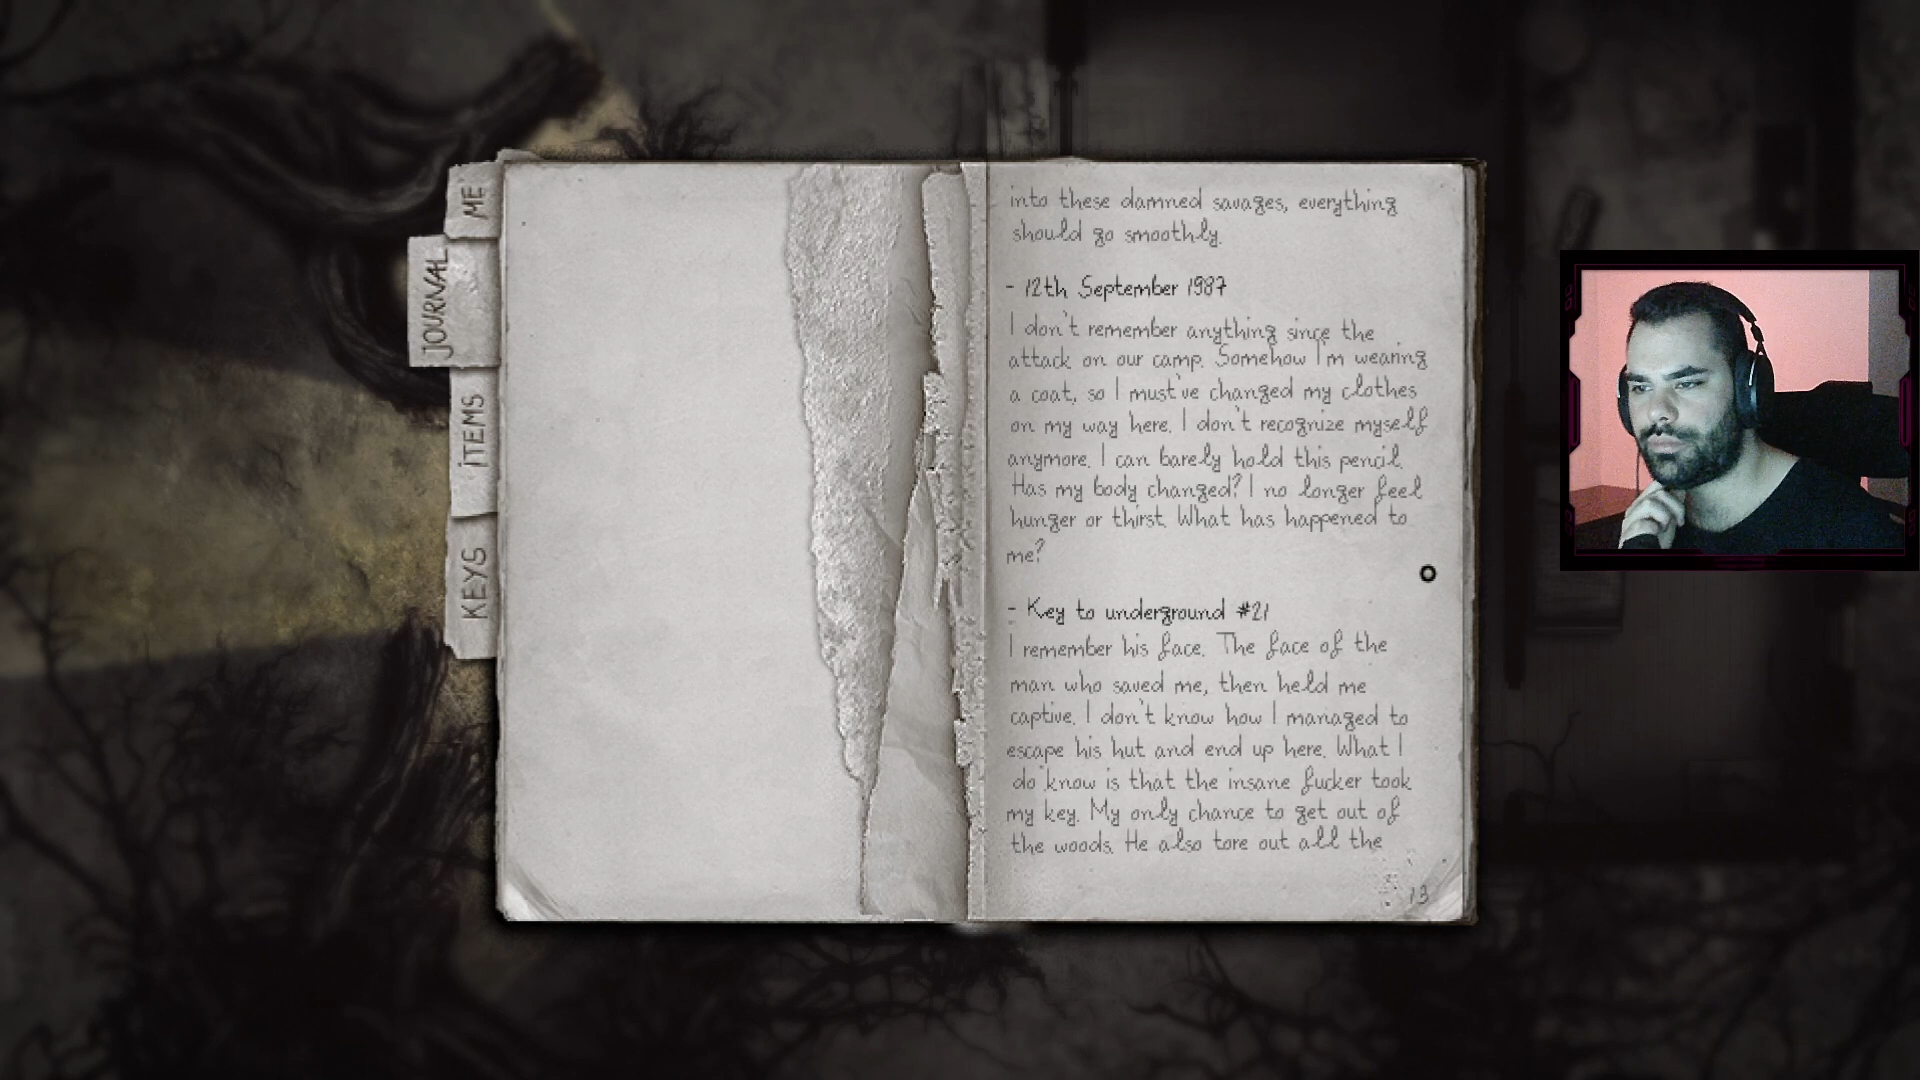 ME
JOURNAL
ITEMS
KEYS
into these damned savages, everything
should go smoothly.
- 12th September 1987
I don't remember anything since the
attack on our camp. Somehow I'm wearing
a coat, so I must've changed my clothes
on my way here. I don't recognize myself
anymore. I can barely hold this pencil.
Has my body changed? I no longer feel
hunger or thirst. What has happened to
me?
- Key to underground #21
I remember his face. The face of the
man who saved me, then held me
captive. I don't know how I managed to
escape his hut and end up here. What I
do know is that the insane fucker took
my key. My only chance to get out of
the woods. He also tore out all the
13